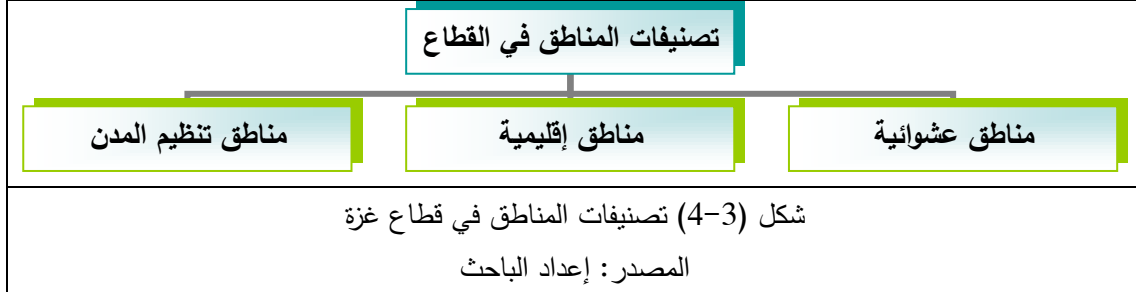 تصنيفات المناطق في القطاع
مناطق عشوائية
مناطق إقليمية
مناطق تنظيم المدن
شكل (3-4) تصنيفات المناطق في قطاع غزة
المصدر: إعداد الباحث